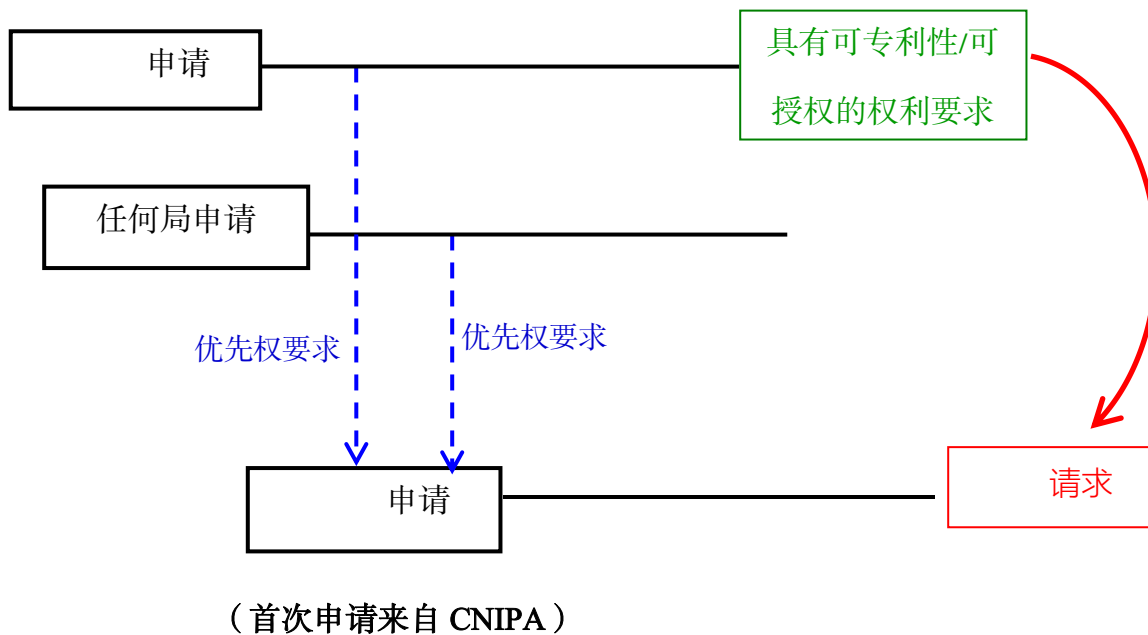 申请
具有可专利性/可
授权的权利要求
任何局申请
优先权要求
优先权要求
申请
请求
（首次申请来自 CNIPA）